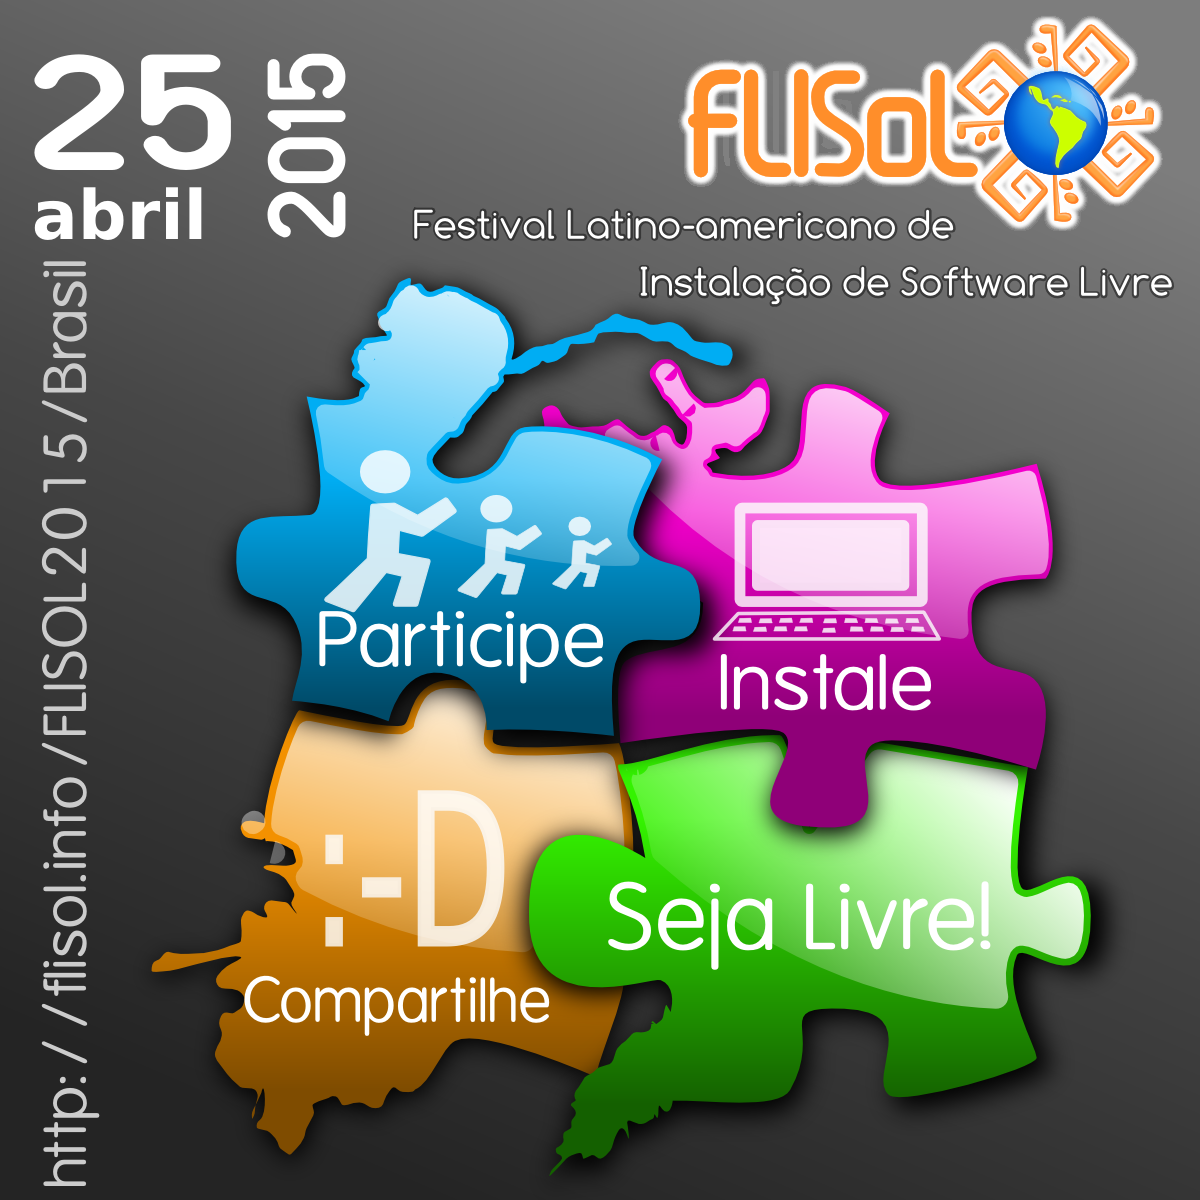 25
abril
2015
FLISoL
Festival Latino-americano de
Instalação de Software Livre
http://flisol.info/FLISOL2015/Brasil
Participe
Instale
:-D
Compartilhe
Seja Livre!